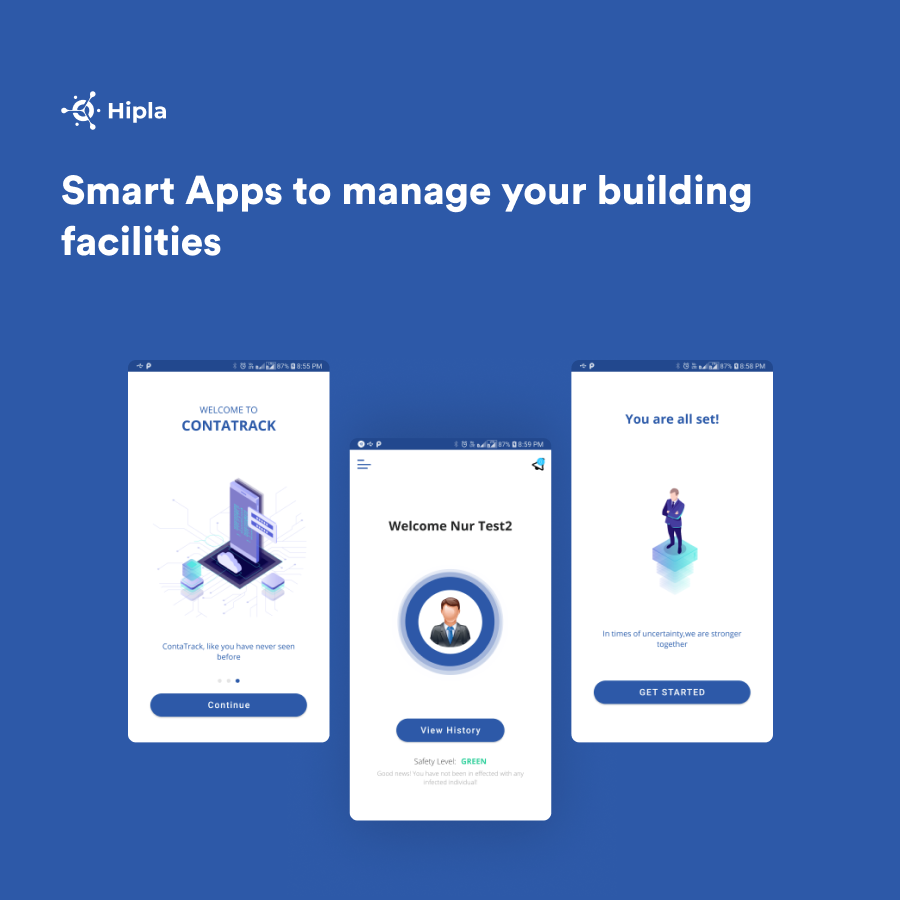 Hipla
Smart Apps to manage your building
facilities
87% 8:55 PM
WELCOME TO
CONTATRACK
ContaTrack, like you have never seen
before
Continue
87% 8:59 PM
Welcome Nur Test2
View History
Safety Level: GREEN
Good news! You have not been in effected with any
infected individual!
87% 8:58 PM
You are all set!
In times of uncertainty,we are stronger
together
GET STARTED